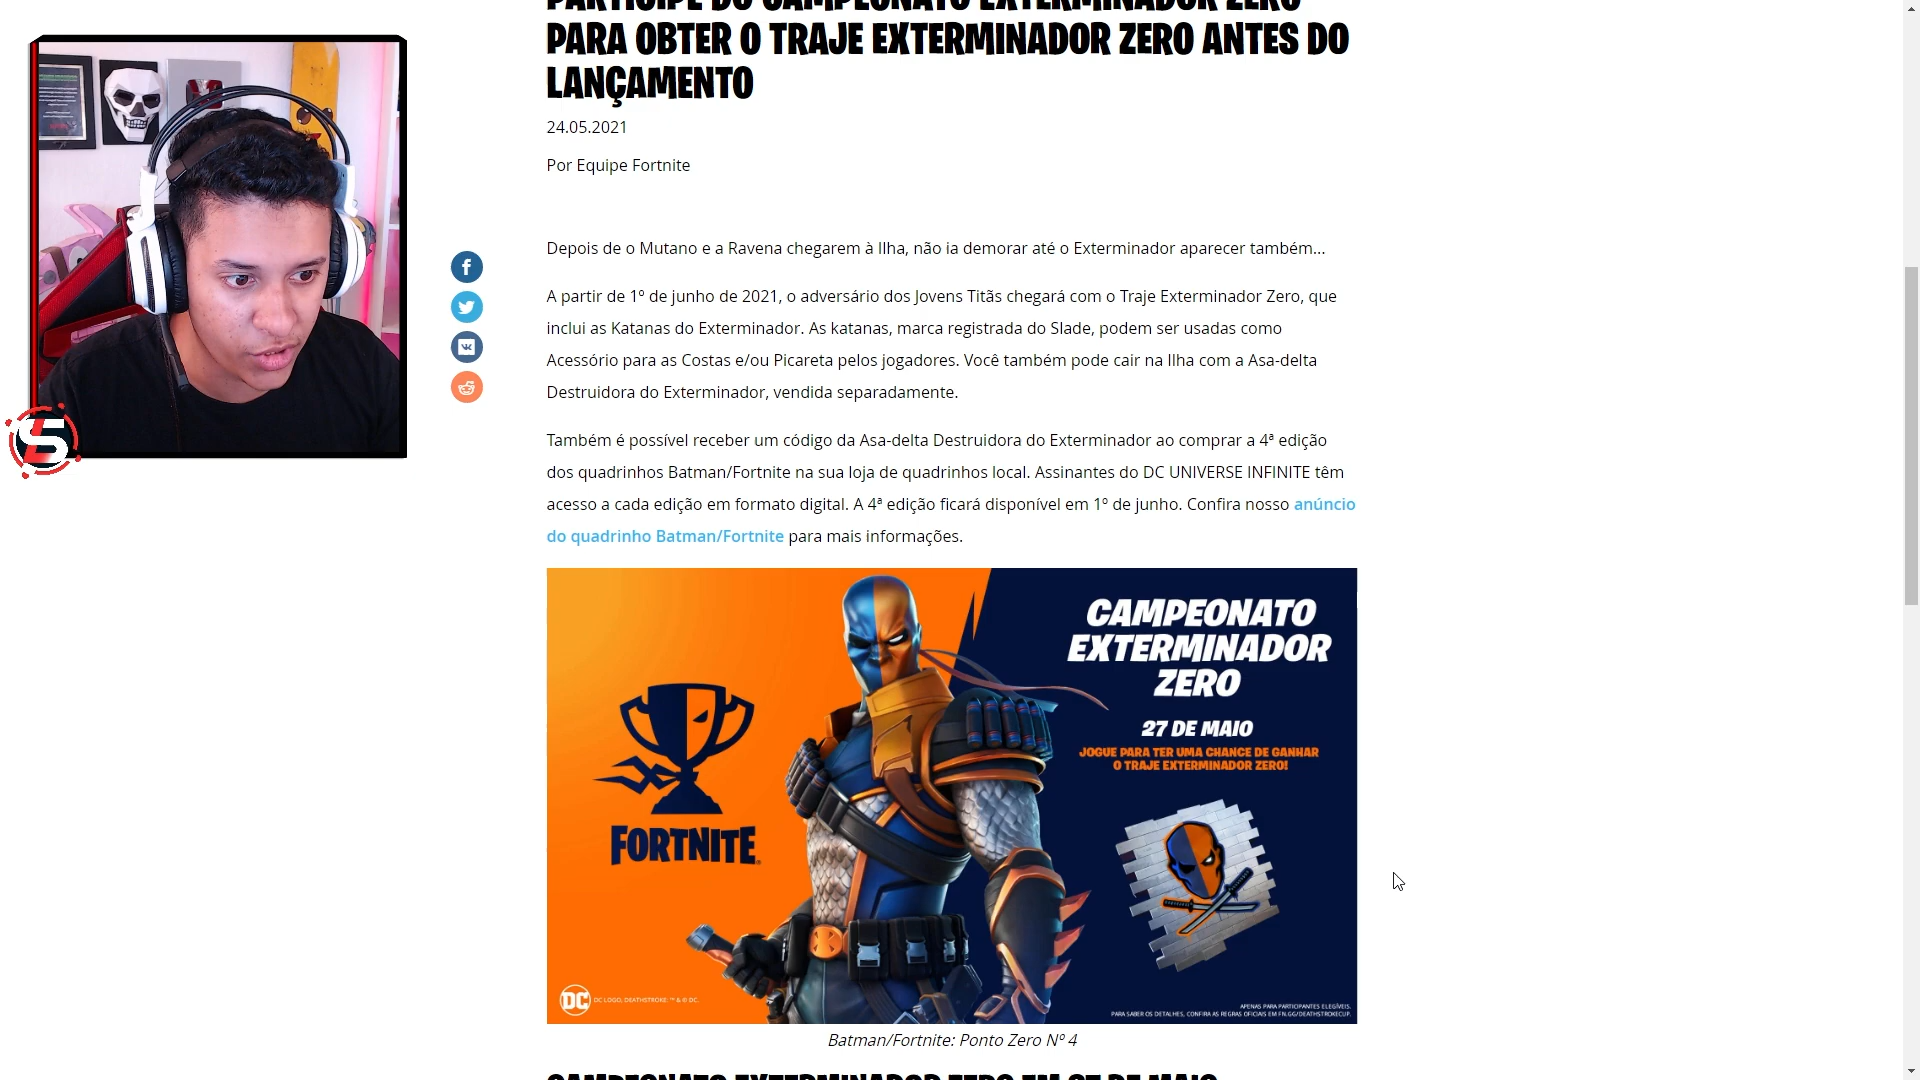 PARTICIPE DO CAMPEONATO EXTERMINADOR ZERO
PARA OBTER O TRAJE EXTERMINADOR ZERO ANTES DO
LANÇAMENTO
24.05.2021
Por Equipe Fortnite
Depois de o Mutano e a Ravena chegarem à Ilha, não ia demorar até o Exterminador aparecer também...
A partir de 1º de junho de 2021, o adversário dos Jovens Titãs chegará com o Traje Exterminador Zero, que
inclui as Katanas do Exterminador. As katanas, marca registrada do Slade, podem ser usadas como
Acessório para as Costas e/ou Picareta pelos jogadores. Você também pode cair na Ilha com a Asa-delta
Destruidora do Exterminador, vendida separadamente.
Também é possível receber um código da Asa-delta Destruidora do Exterminador ao comprar a 4ª edição
dos quadrinhos Batman/Fortnite na sua loja de quadrinhos local. Assinantes do DC UNIVERSE INFINITE têm
acesso a cada edição em formato digital. A 4ª edição ficará disponível em 1º de junho. Confira nosso anúncio
do quadrinho Batman/Fortnite para mais informações.
CAMPEONATO
EXTERMINADOR
ZERO
27 DE MAIO
JOGUE PARA TER UMA CHANCE DE GANHAR
O TRAJE EXTERMINADOR ZERO!
FORTNITE
DC
DC LOGO, DEATHSTROKE: ™ & © DC.
APENAS PARA PARTICIPANTES ELEGÍVEIS.
PARA SABER OS DETALHES, CONFIRA AS REGRAS OFICIAIS EM FN.GG/DEATHSTROKECUP.
Batman/Fortnite: Ponto Zero Nº 4
CAMPEONATO EXTERMINADOR ZERO EM 27 DE MAIO